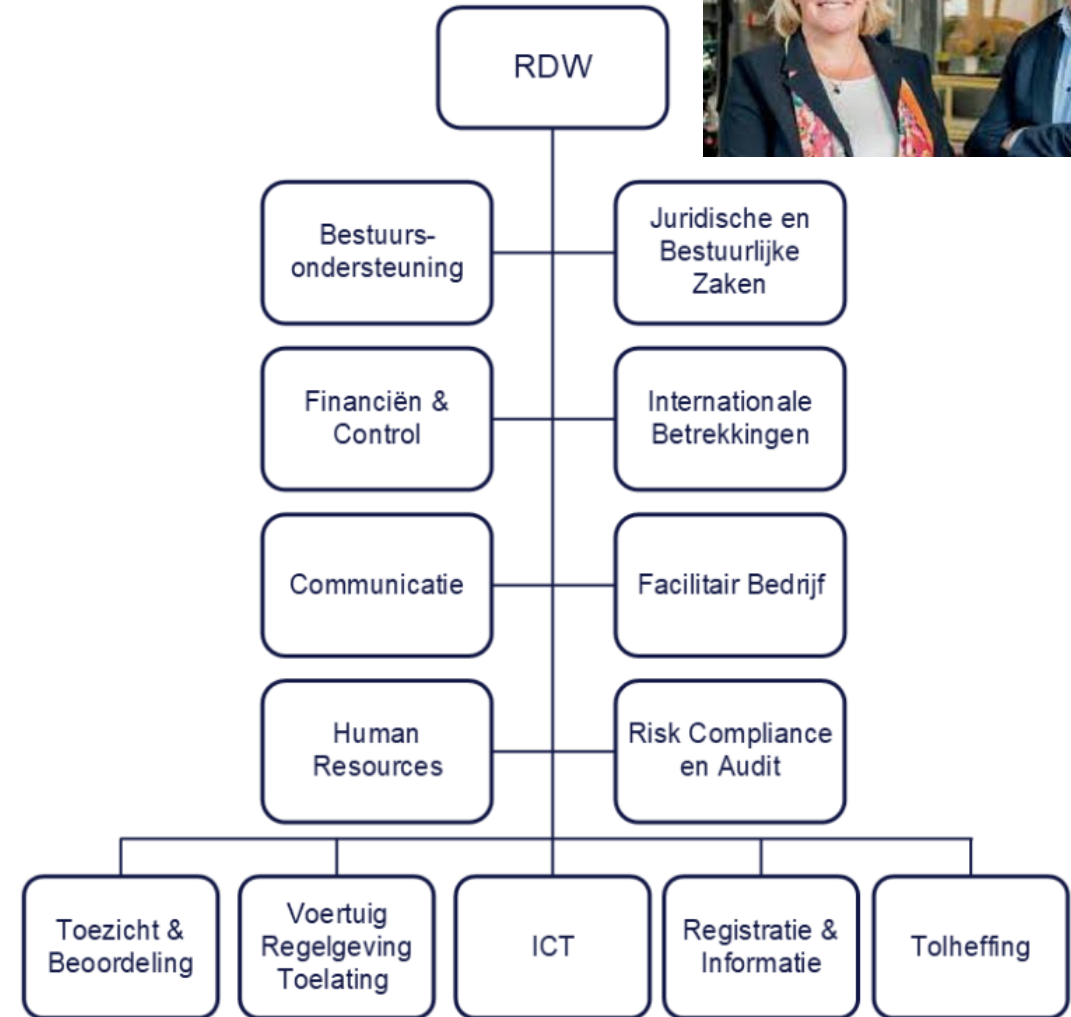 RDW
Bestuurs-
ondersteuning
Juridische en
Bestuurlijke
Zaken
Financiën &
Control
Internationale
Betrekkingen
Communicatie
Facilitair Bedrijf
Human
Resources
Risk Compliance
en Audit
Toezicht &
Beoordeling
Voertuig
Regelgeving
Toelating
ICT
Registratie &
Informatie
Tolheffing